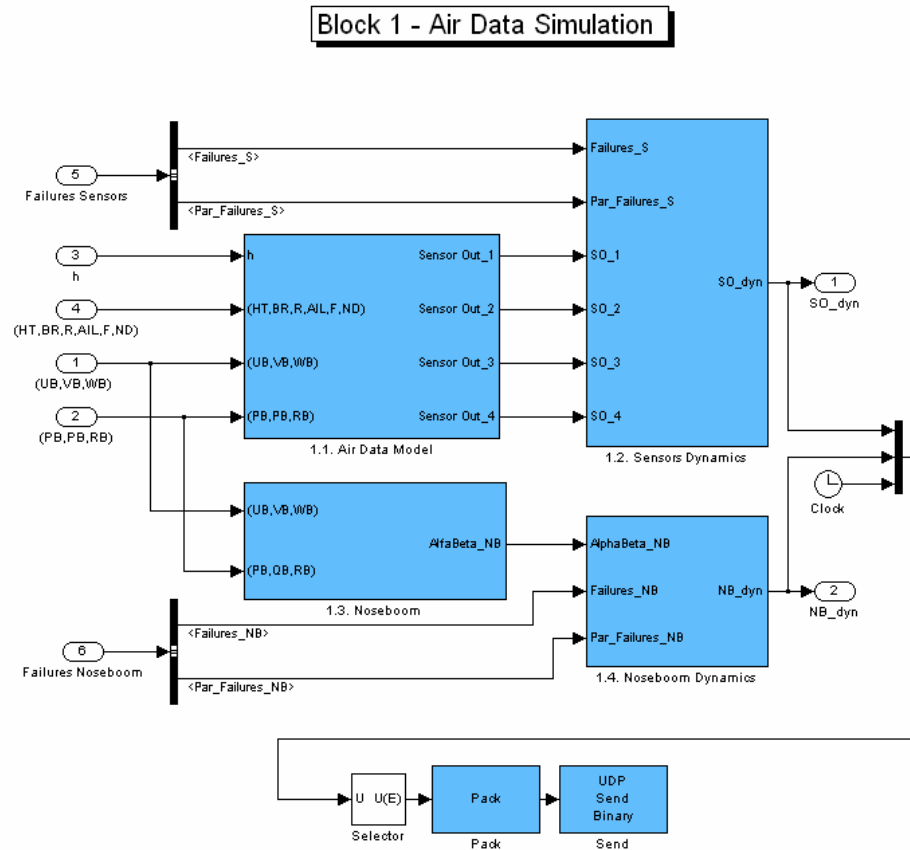 Block 1 - Air Data Simulation
5
Failures Sensors
<Failures_S>
<Par_Failures_S>
3
h
4
(HT,BR,R,AIL,F,ND)
1
(UB,VB,WB)
2
(PB,PB,RB)
h
(HT,BR,R,AIL,F,ND)
(UB,VB,WB)
(PB,PB,RB)
Sensor Out_1
Sensor Out_2
Sensor Out_3
Sensor Out_4
1.1. Air Data Model
Failures_S
Par_Failures_S
SO_1
SO_2
SO_3
SO_4
SO_dyn
1.2. Sensors Dynamics
1
SO_dyn
Clock
(UB,VB,WB)
(PB,QB,RB)
AlfaBeta_NB
1.3. Noseboom
AlphaBeta_NB
Failures_NB
Par_Failures_NB
NB_dyn
1.4. Noseboom Dynamics
2
NB_dyn
6
Failures Noseboom
<Failures_NB>
<Par_Failures_NB>
U U(E)
Selector
Pack
Pack
UDP
Send
Binary
Send